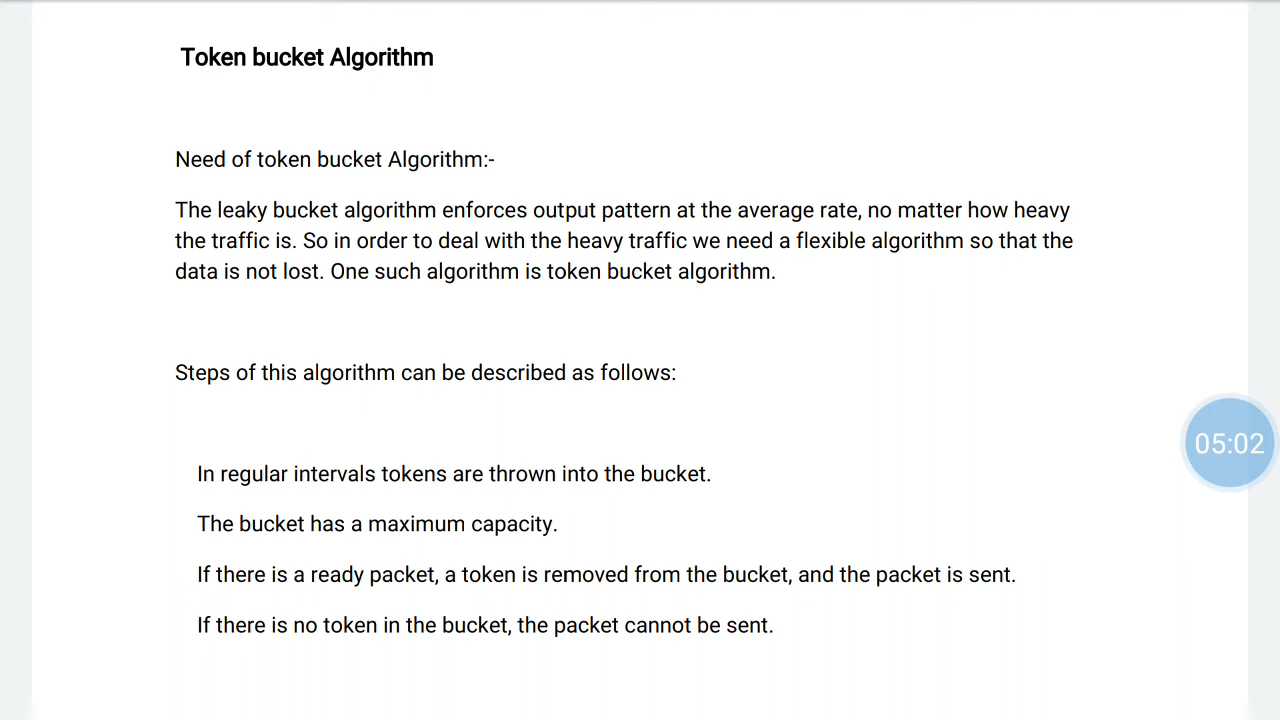 Token bucket Algorithm
Need of token bucket Algorithm:-
The leaky bucket algorithm enforces output pattern at the average rate, no matter how heavy
the traffic is. So in order to deal with the heavy traffic we need a flexible algorithm so that the
data is not lost. One such algorithm is token bucket algorithm.
Steps of this algorithm can be described as follows:
In regular intervals tokens are thrown into the bucket.
05:02
The bucket has a maximum capacity.
If there is a ready packet, a token is removed from the bucket, and the packet is sent.
If there is no token in the bucket, the packet cannot be sent.